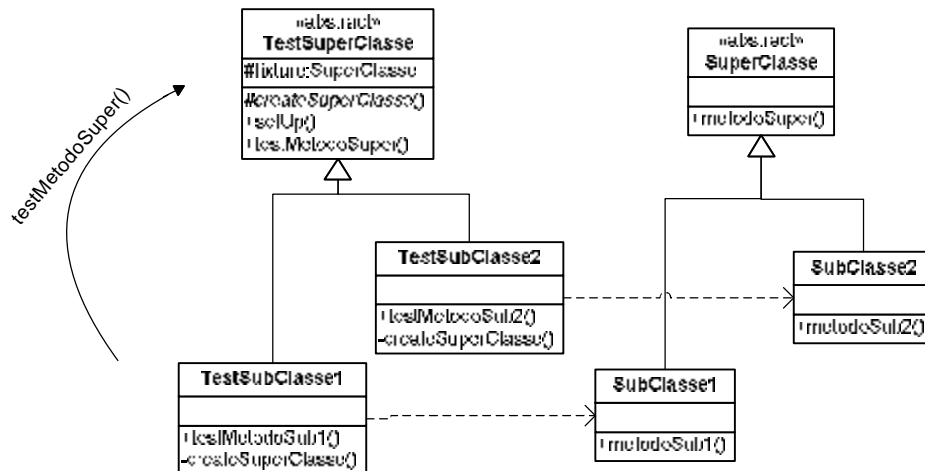 «abstract»
TestSuperClasse
#fixture:SuperClasse
#createSuperClasse()
+setUp()
+testMetodoSuper()
«abstract»
SuperClasse
+metodoSuper()
testMetodoSuper()
TestSubClasse2
+testMetodoSub2()
-createSuperClasse()
SubClasse2
+metodoSub2()
TestSubClasse1
+testMetodoSub1()
-createSuperClasse()
SubClasse1
+metodoSub1()